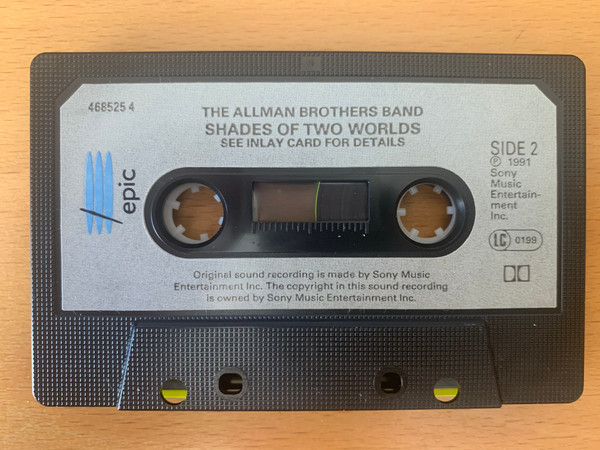 468525 4
THE ALLMAN BROTHERS BAND
SHADES OF TWO WORLDS
SEE INLAY CARD FOR DETAILS
epic
SIDE 2
℗ 1991
Sony
Music
Entertain-
ment
Inc.
LC 0199
Original sound recording is made by Sony Music
Entertainment Inc. The copyright in this sound recording
is owned by Sony Music Entertainment Inc.